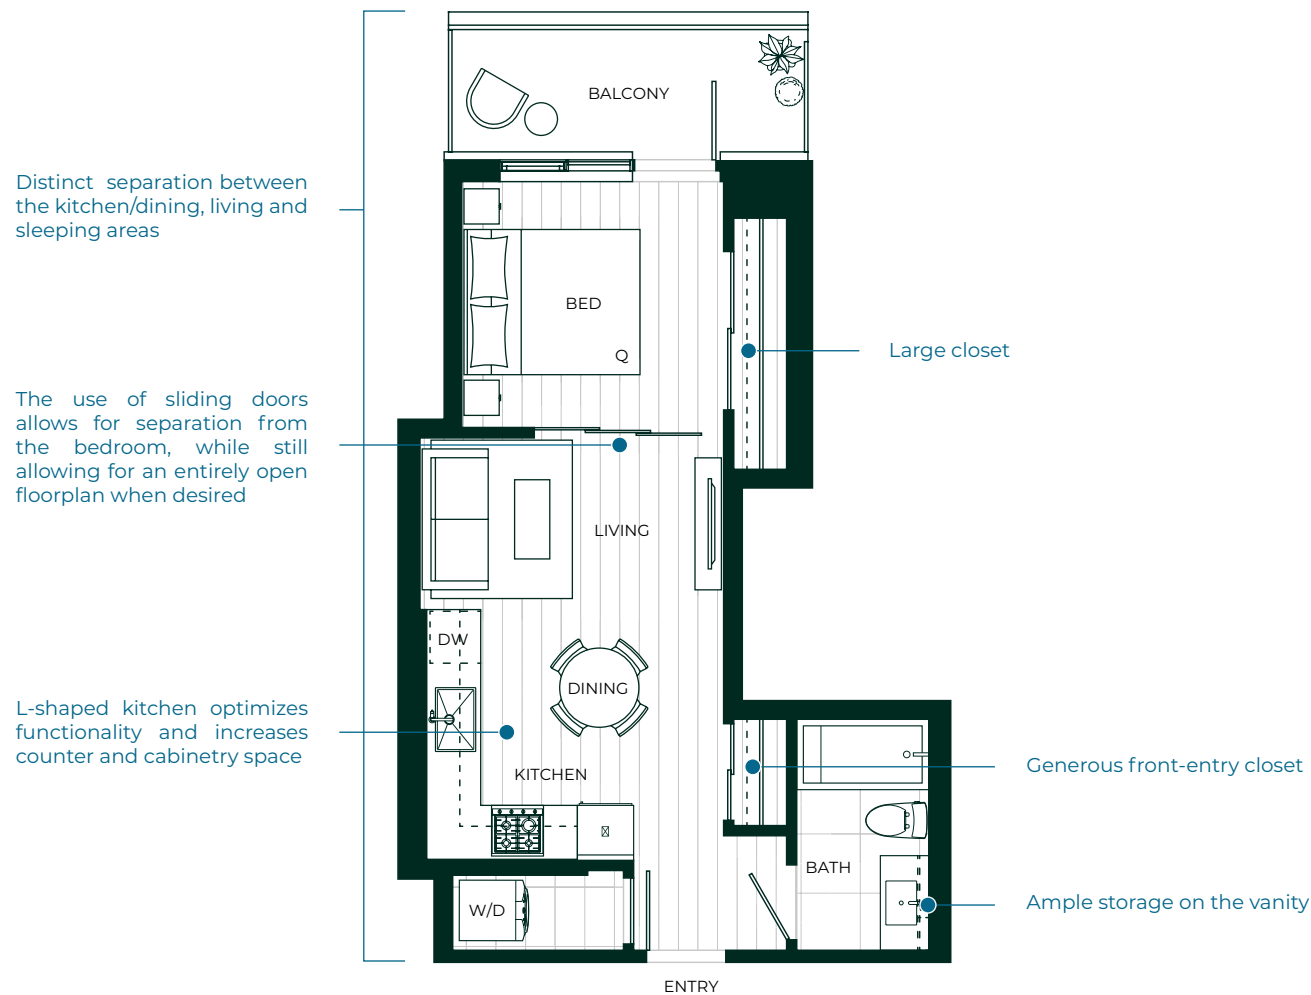 BALCONY
Distinct separation between
the kitchen/dining, living and
sleeping areas
BED
Q
Large closet
The use of sliding doors
allows for separation from
the bedroom, while still
allowing for an entirely open
floorplan when desired
LIVING
DW
DINING
L-shaped kitchen optimizes
functionality and increases
counter and cabinetry space
KITCHEN
Generous front-entry closet
BATH
Ample storage on the vanity
W/D
ENTRY